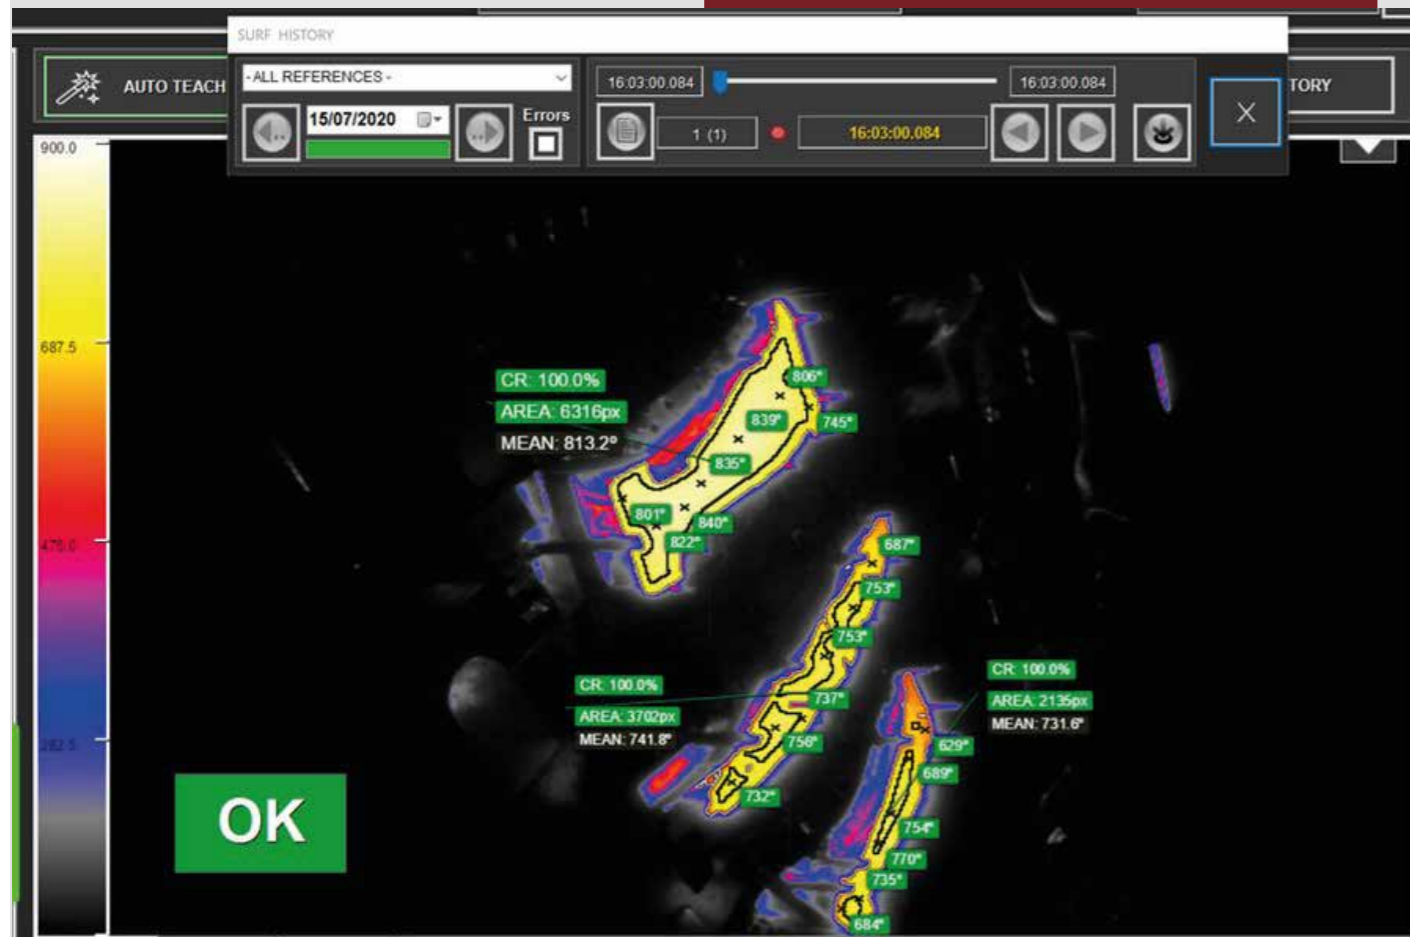 SURF HISTORY
AUTO TEACH
- ALL REFERENCES -
16:03:00.084
16:03:00.084
TORY
15/07/2020
Errors
1 (1)
16:03:00.084
X
900.0
687.5
475.0
262.5
CR: 100.0%
AREA: 6316px
MEAN: 813.2°
806°
839°
745°
835°
801°
840°
822°
687°
753°
753°
CR: 100.0%
AREA: 3702px
MEAN: 741.8°
737°
756°
732°
CR: 100.0%
AREA: 2135px
MEAN: 731.6°
629°
689°
754°
770°
735°
684°
OK